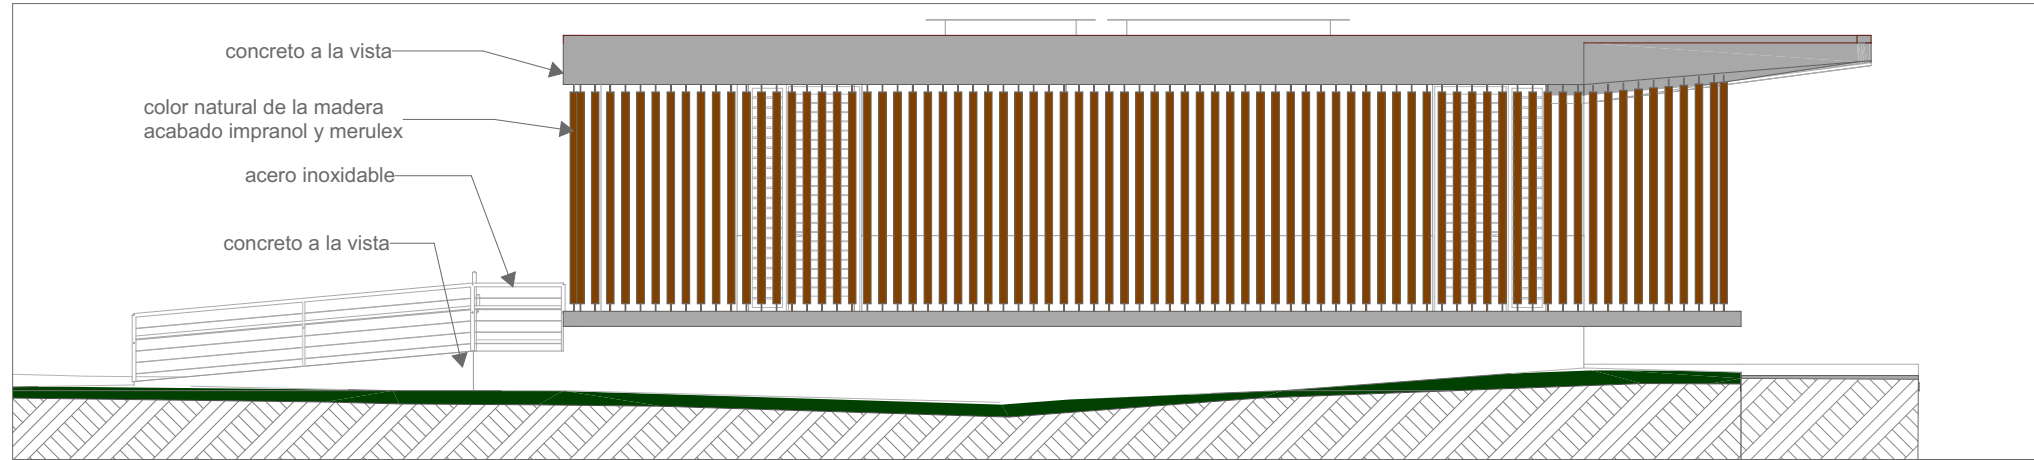 concreto a la vista
color natural de la madera
acabado impranol y merulex
acero inoxidable
concreto a la vista